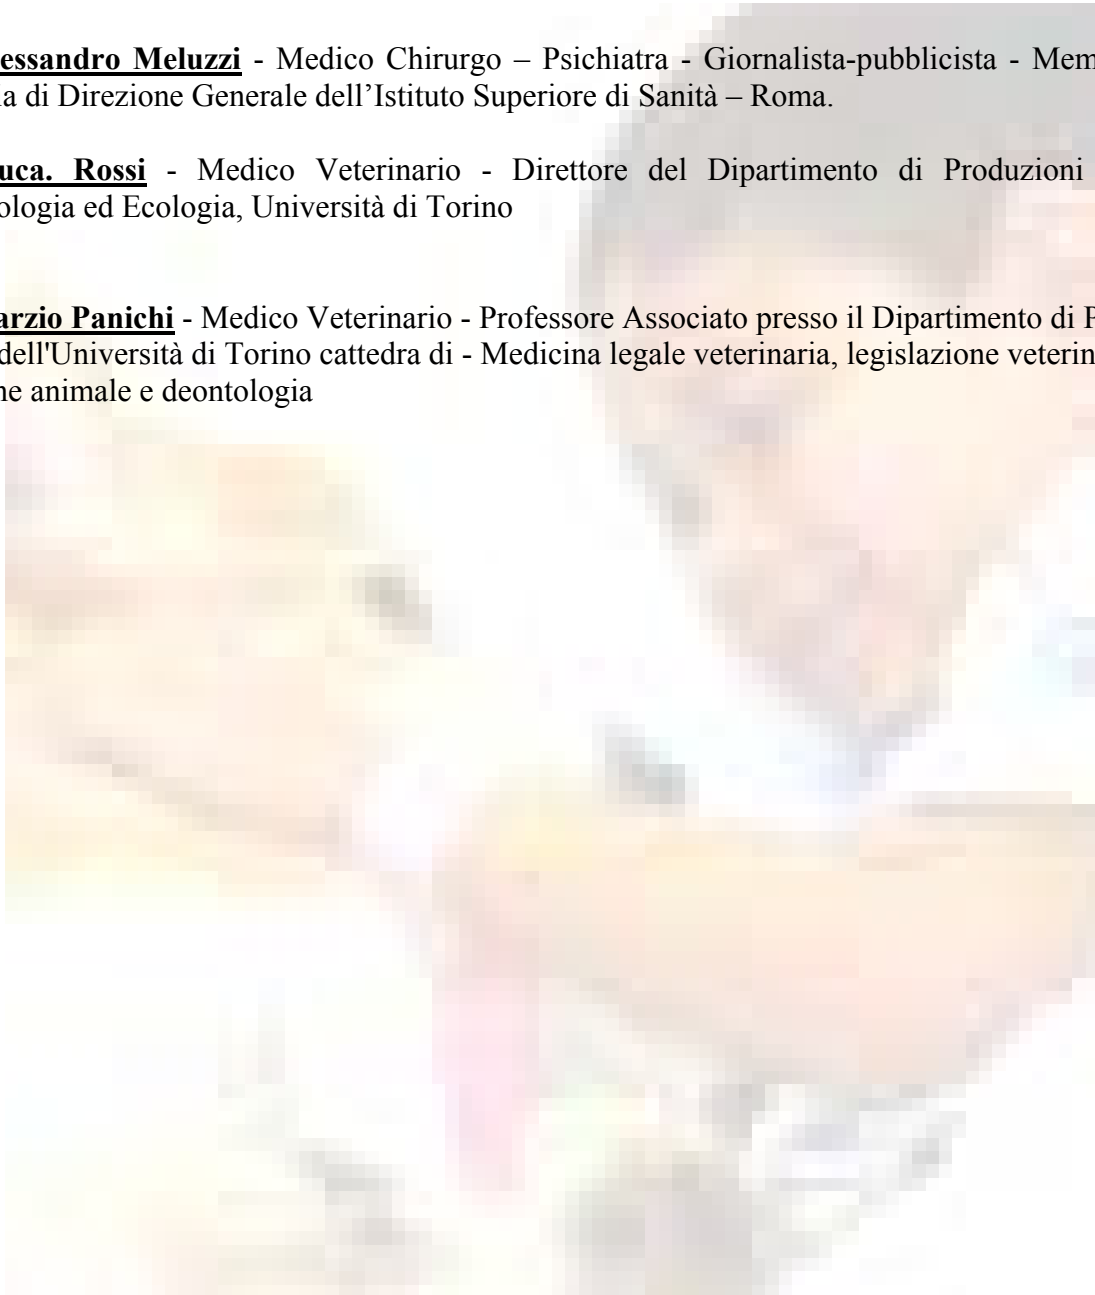 essandro Meluzzi - Medico Chirurgo – Psichiatra - Giornalista-pubblicista - Mem
a di Direzione Generale dell’Istituto Superiore di Sanità – Roma.
uca. Rossi - Medico Veterinario - Direttore del Dipartimento di Produzioni
ologia ed Ecologia, Università di Torino
arzio Panichi - Medico Veterinario - Professore Associato presso il Dipartimento di P
dell'Università di Torino cattedra di - Medicina legale veterinaria, legislazione veterin
ne animale e deontologia